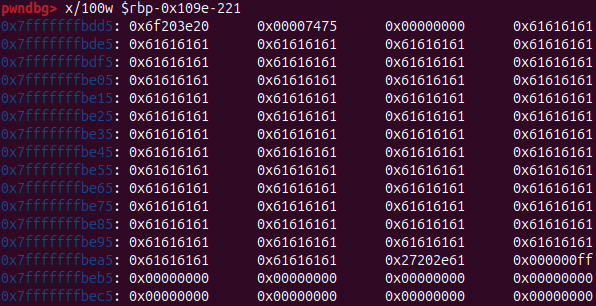 pwndbg> x/100w $rbp-0x109e-221
0x7fffffffbdd5: 0x6f203e20 0x00007475 0x00000000 0x61616161
0x7fffffffbde5: 0x61616161 0x61616161 0x61616161 0x61616161
0x7fffffffbdf5: 0x61616161 0x61616161 0x61616161 0x61616161
0x7fffffffbe05: 0x61616161 0x61616161 0x61616161 0x61616161
0x7fffffffbe15: 0x61616161 0x61616161 0x61616161 0x61616161
0x7fffffffbe25: 0x61616161 0x61616161 0x61616161 0x61616161
0x7fffffffbe35: 0x61616161 0x61616161 0x61616161 0x61616161
0x7fffffffbe45: 0x61616161 0x61616161 0x61616161 0x61616161
0x7fffffffbe55: 0x61616161 0x61616161 0x61616161 0x61616161
0x7fffffffbe65: 0x61616161 0x61616161 0x61616161 0x61616161
0x7fffffffbe75: 0x61616161 0x61616161 0x61616161 0x61616161
0x7fffffffbe85: 0x61616161 0x61616161 0x61616161 0x61616161
0x7fffffffbe95: 0x61616161 0x61616161 0x61616161 0x61616161
0x7fffffffbea5: 0x61616161 0x61616161 0x27202e61 0x000000ff
0x7fffffffbeb5: 0x00000000 0x00000000 0x00000000 0x00000000
0x7fffffffbec5: 0x00000000 0x00000000 0x00000000 0x00000000